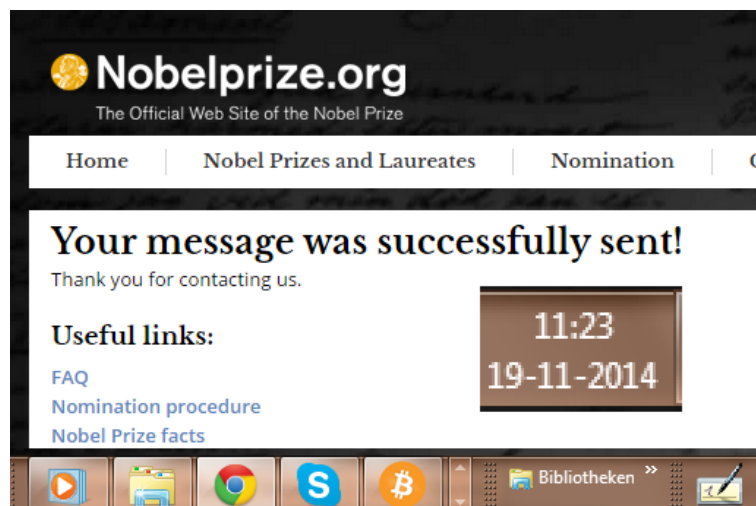 Nobelprize.org
The Official Web Site of the Nobel Prize
Home Nobel Prizes and Laureates Nomination
Your message was successfully sent!
Thank you for contacting us.
Useful links:
FAQ
Nomination procedure
Nobel Prize facts
11:23
19-11-2014
Bibliotheken »